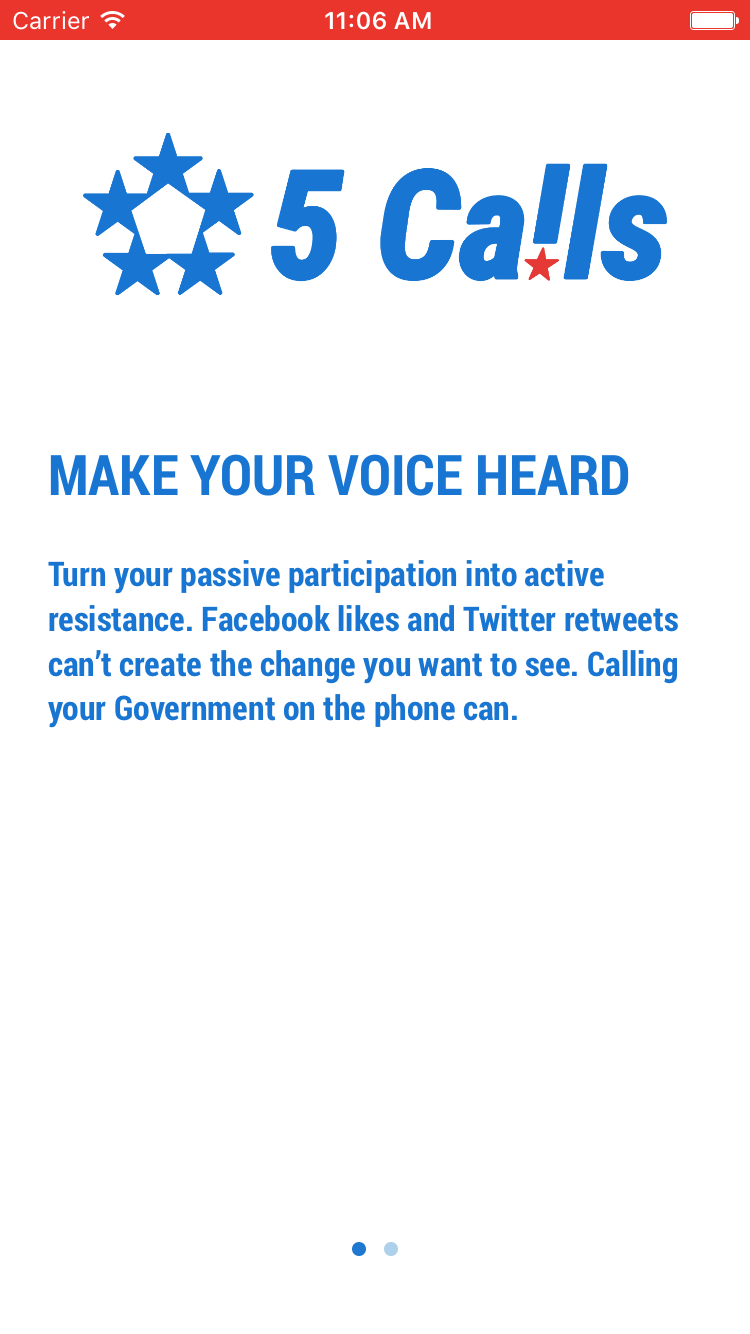 Carrier 11:06 AM
5 Calls
MAKE YOUR VOICE HEARD
Turn your passive participation into active
resistance. Facebook likes and Twitter retweets
can’t create the change you want to see. Calling
your Government on the phone can.